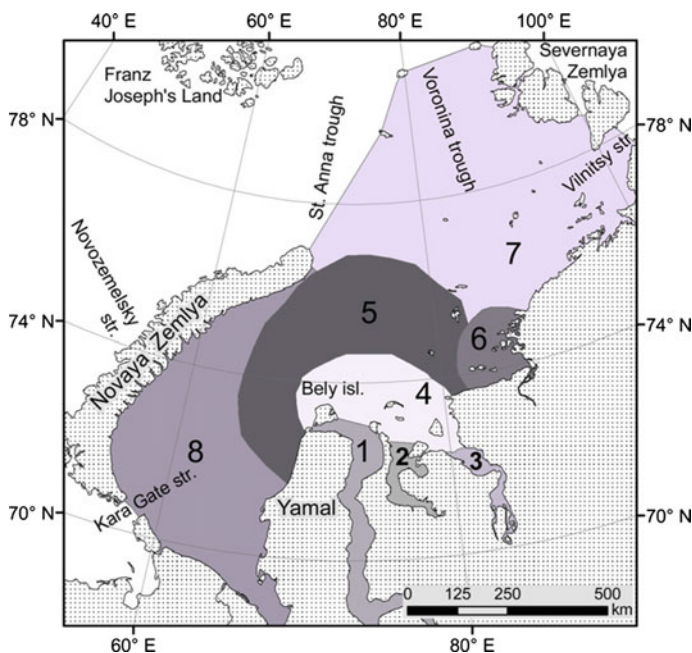 40° E 60° E 80° E 100° E
Franz
Joseph's Land
Severnaya
Zemlya
78° N
78° N
St. Anna trough
Voronina trough
Vilnitsy str.
7
Novozemelsky
str.
5
74° N
74° N
Novaya Zemlya
6
Bely isl.
4
8
1
2
3
Kara Gate str.
Yamal
70° N
70° N
0 125 250 500
km
60° E 80° E